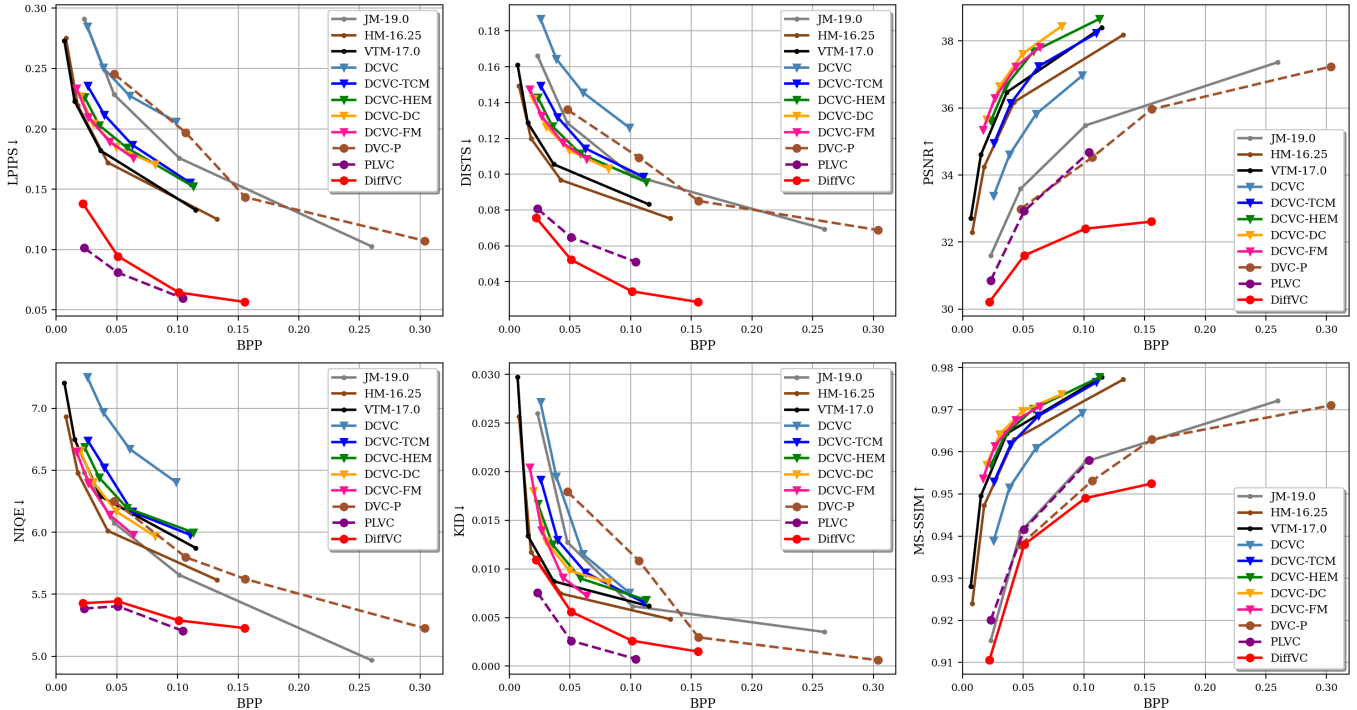 LPIPS↓
0.30
0.25
0.20
0.15
0.10
0.05
0.00 0.05 0.10 0.15 0.20 0.25 0.30
BPP
JM-19.0
HM-16.25
VTM-17.0
DCVC
DCVC-TCM
DCVC-HEM
DCVC-DC
DCVC-FM
DVC-P
PLVC
DiffVC
DISTS↓
0.18
0.16
0.14
0.12
0.10
0.08
0.06
0.04
0.00 0.05 0.10 0.15 0.20 0.25 0.30
BPP
JM-19.0
HM-16.25
VTM-17.0
DCVC
DCVC-TCM
DCVC-HEM
DCVC-DC
DCVC-FM
DVC-P
PLVC
DiffVC
PSNR↑
38
36
34
32
30
0.00 0.05 0.10 0.15 0.20 0.25 0.30
BPP
JM-19.0
HM-16.25
VTM-17.0
DCVC
DCVC-TCM
DCVC-HEM
DCVC-DC
DCVC-FM
DVC-P
PLVC
DiffVC
NIQE↓
7.0
6.5
6.0
5.5
5.0
0.00 0.05 0.10 0.15 0.20 0.25 0.30
BPP
JM-19.0
HM-16.25
VTM-17.0
DCVC
DCVC-TCM
DCVC-HEM
DCVC-DC
DCVC-FM
DVC-P
PLVC
DiffVC
KID↓
0.030
0.025
0.020
0.015
0.010
0.005
0.000
0.00 0.05 0.10 0.15 0.20 0.25 0.30
BPP
JM-19.0
HM-16.25
VTM-17.0
DCVC
DCVC-TCM
DCVC-HEM
DCVC-DC
DCVC-FM
DVC-P
PLVC
DiffVC
MS-SSIM↑
0.98
0.97
0.96
0.95
0.94
0.93
0.92
0.91
0.00 0.05 0.10 0.15 0.20 0.25 0.30
BPP
JM-19.0
HM-16.25
VTM-17.0
DCVC
DCVC-TCM
DCVC-HEM
DCVC-DC
DCVC-FM
DVC-P
PLVC
DiffVC